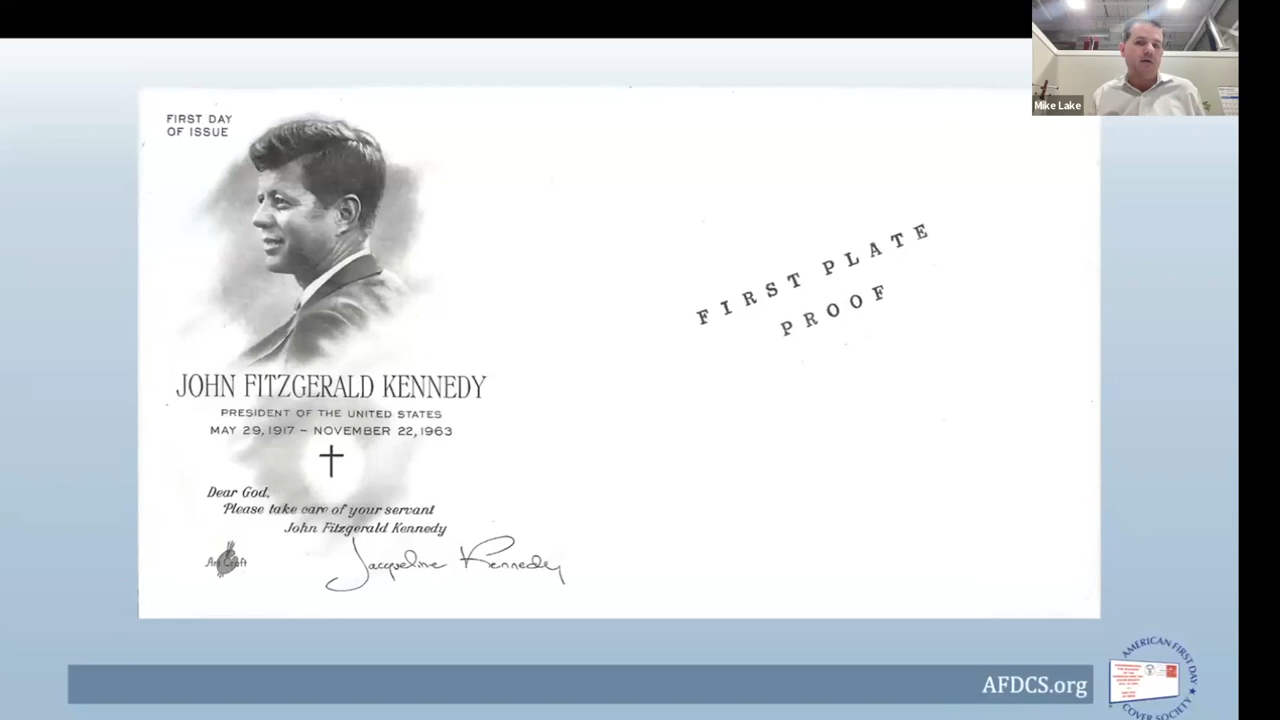 Mike Lake
FIRST DAY
OF ISSUE
FIRST PLATE
PROOF
JOHN FITZGERALD KENNEDY
PRESIDENT OF THE UNITED STATES
MAY 29, 1917 – NOVEMBER 22, 1963
Dear God,
Please take care of your servant
John Fitzgerald Kennedy
Art Craft
Jacqueline Kennedy
AFDCS.org
AMERICAN FIRST DAY
COVER SOCIETY